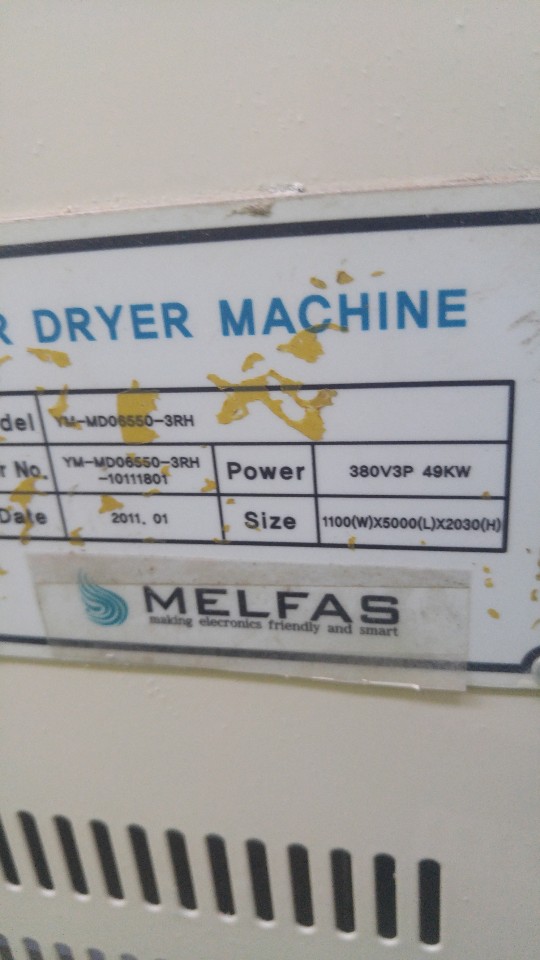 R DRYER MACHINE
del YM-MD06550-3RH
r No. YM-MD06550-3RH
-10111801 Power 380V3P 49KW
Date 2011. 01 Size 1100(W)X5000(L)X2030(H)
MELFAS
making elecronics friendly and smart